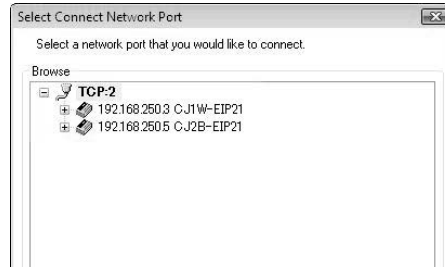 Select Connect Network Port
Select a network port that you would like to connect.
Browse
TCP:2
192.168.250.3 CJ1W-EIP21
192.168.250.5 CJ2B-EIP21